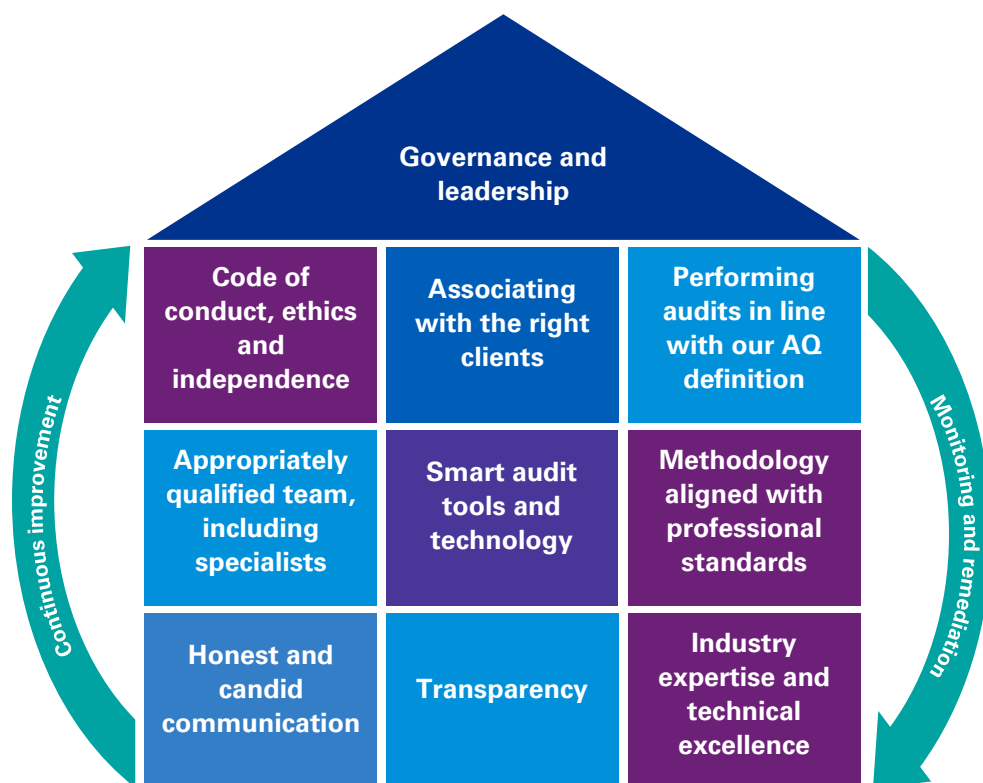 Governance and
leadership
Code of
conduct, ethics
and
independence
Associating
with the right
clients
Performing
audits in line
with our AQ
definition
Appropriately
qualified team,
including
specialists
Smart audit
tools and
technology
Methodology
aligned with
professional
standards
Honest and
candid
communication
Transparency
Industry
expertise and
technical
excellence
Continuous improvement
Monitoring and remediation